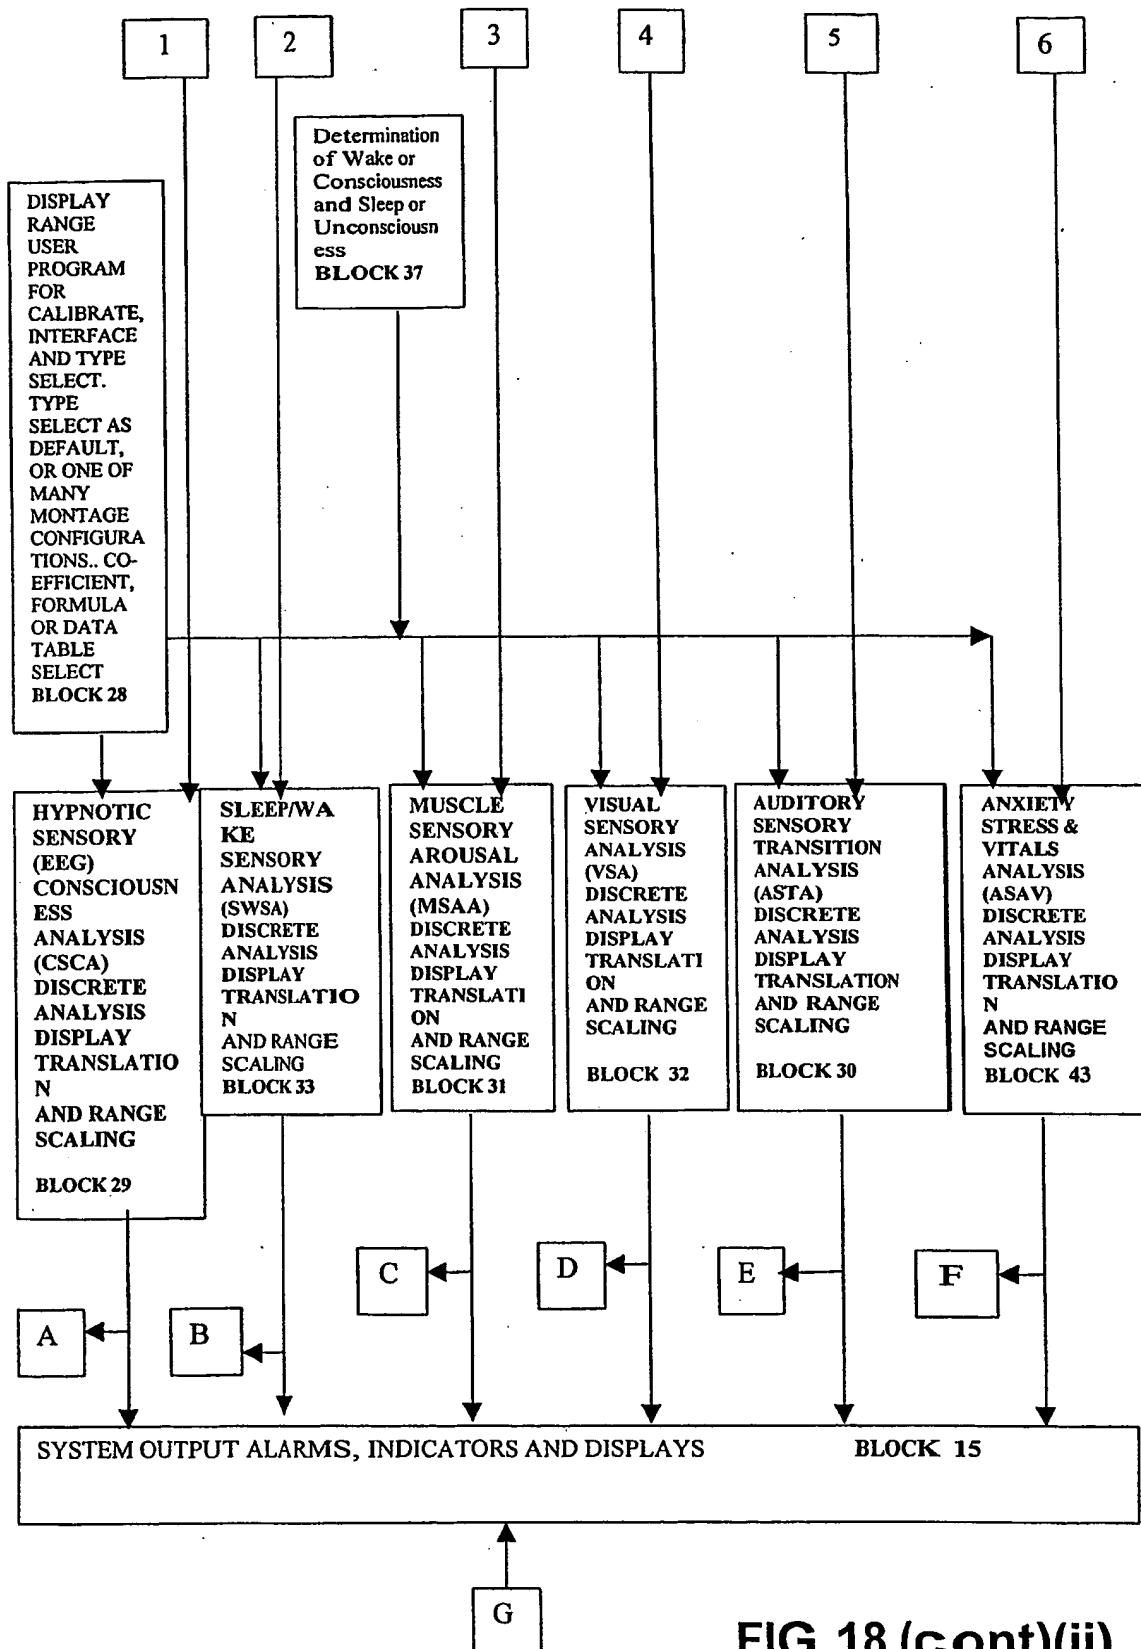 1
2
3
4
5
6
Determination
of Wake or
Consciousness
and Sleep or
Unconsciousn
ess
BLOCK 37
DISPLAY
RANGE
USER
PROGRAM
FOR
CALIBRATE,
INTERFACE
AND TYPE
SELECT.
TYPE
SELECT AS
DEFAULT,
OR ONE OF
MANY
MONTAGE
CONFIGURA
TIONS.. CO-
EFFICIENT,
FORMULA
OR DATA
TABLE
SELECT
BLOCK 28
HYPNOTIC
SENSORY
(EEG)
CONSCIOUSN
ESS
ANALYSIS
(CSCA)
DISCRETE
ANALYSIS
DISPLAY
TRANSLATIO
N
AND RANGE
SCALING
BLOCK 29
SLEEP/WA
KE
SENSORY
ANALYSIS
(SWSA)
DISCRETE
ANALYSIS
DISPLAY
TRANSLATIO
N
AND RANGE
SCALING
BLOCK 33
MUSCLE
SENSORY
AROUSAL
ANALYSIS
(MSAA)
DISCRETE
ANALYSIS
DISPLAY
TRANSLATI
ON
AND RANGE
SCALING
BLOCK 31
VISUAL
SENSORY
ANALYSIS
(VSA)
DISCRETE
ANALYSIS
DISPLAY
TRANSLATI
ON
AND RANGE
SCALING
BLOCK 32
AUDITORY
SENSORY
TRANSITION
ANALYSIS
(ASTA)
DISCRETE
ANALYSIS
DISPLAY
TRANSLATION
AND RANGE
SCALING
BLOCK 30
ANXIETY
STRESS &
VITALS
ANALYSIS
(ASAV)
DISCRETE
ANALYSIS
DISPLAY
TRANSLATIO
N
AND RANGE
SCALING
BLOCK 43
A
B
C
D
E
F
SYSTEM OUTPUT ALARMS, INDICATORS AND DISPLAYS BLOCK 15
G
FIG 18 (cont)(ii)